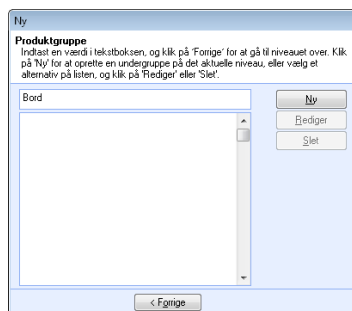 Ny
Produktgruppe
Indtast en værdi i tekstboksen, og klik på 'Forrige' for at gå til niveauet over. Klik
på 'Ny' for at oprette en undergruppe på det aktuelle niveau, eller vælg et
alternativ på listen, og klik på 'Rediger' eller 'Slet'.
Bord
Ny
Rediger
Slet
< Forrige